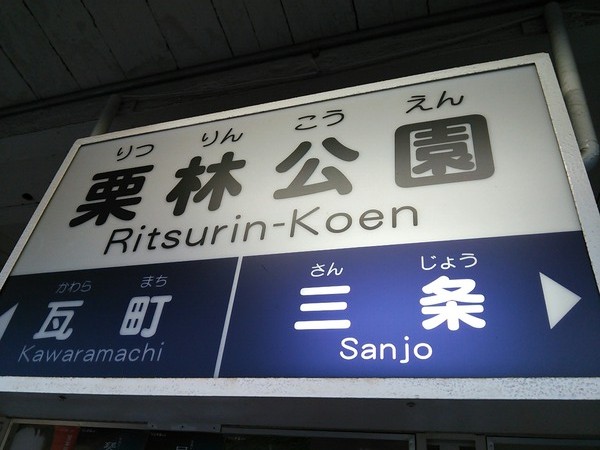 りつ りん こう えん
栗林公園
Ritsurin-Koen
かわら まち
瓦町
Kawaramachi
さん じょう
三条
Sanjo